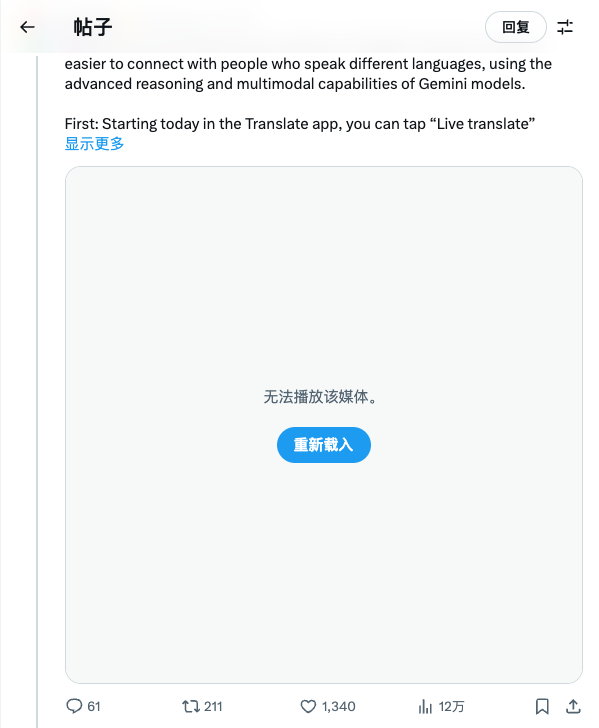 帖子
回复
easier to connect with people who speak different languages, using the
advanced reasoning and multimodal capabilities of Gemini models.
First: Starting today in the Translate app, you can tap “Live translate”
显示更多
无法播放该媒体。
重新载入
61 211 1,340 12万